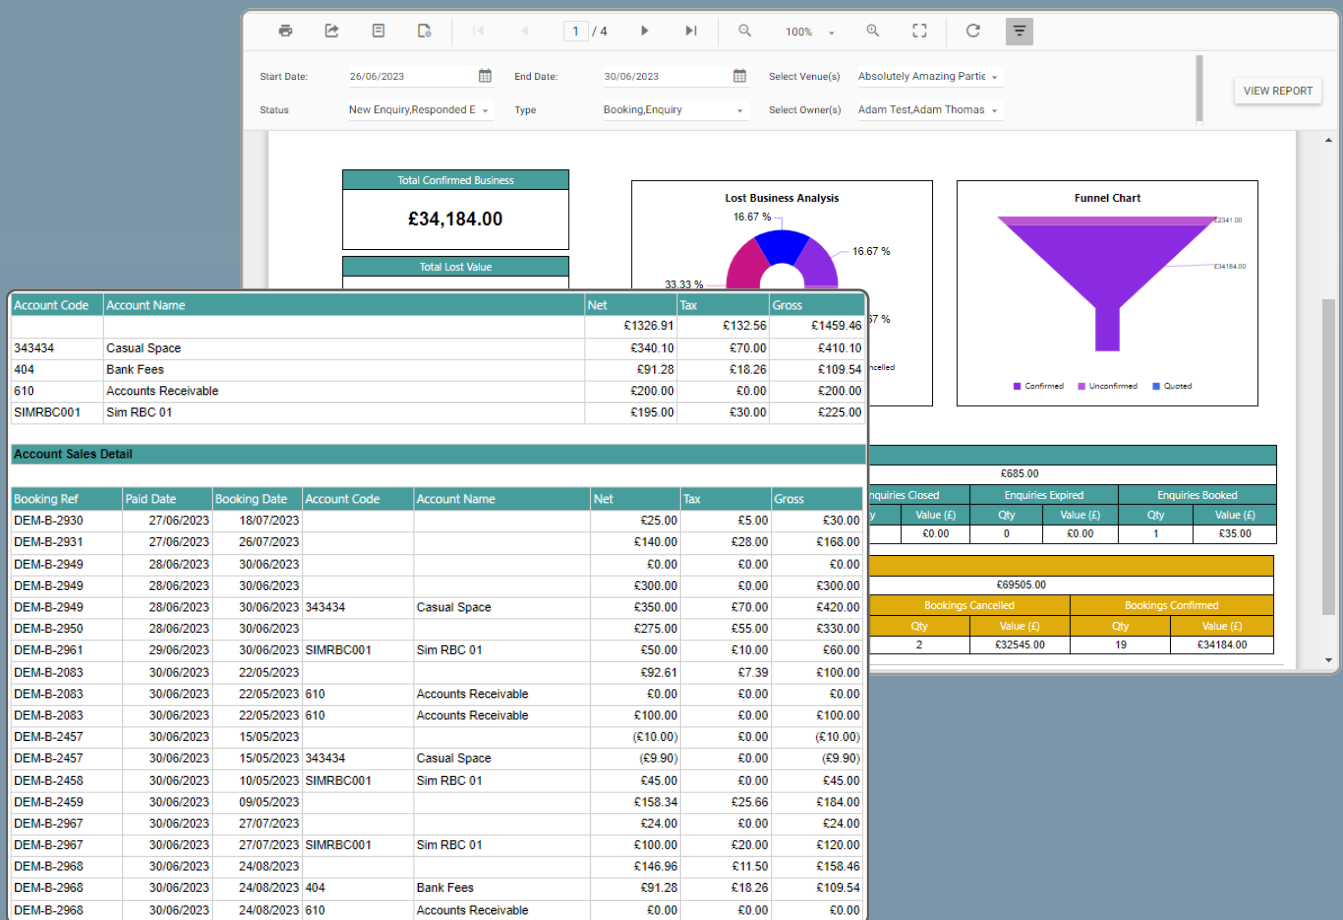 1 / 4 100%
Start Date: 26/06/2023 End Date: 30/06/2023 Select Venue(s) Absolutely Amazing Partie
VIEW REPORT
Status New Enquiry,Responded E Type Booking,Enquiry Select Owner(s) Adam Test,Adam Thomas
Total Confirmed Business
£34,184.00
Total Lost Value
Lost Business Analysis
16.67 %
16.67 %
33.33 %
67 %
ncelled
Funnel Chart
£2341.00
£34184.00
Confirmed Unconfirmed Quoted
£685.00
nquiries Closed Enquiries Expired Enquiries Booked
y Value (£) Qty Value (£) Qty Value (£)
£0.00 0 £0.00 1 £35.00
£69505.00
Bookings Cancelled Bookings Confirmed
Qty Value (£) Qty Value (£)
2 £32545.00 19 £34184.00
Account Code Account Name Net Tax Gross
£1326.91 £132.56 £1459.46
343434 Casual Space £340.10 £70.00 £410.10
404 Bank Fees £91.28 £18.26 £109.54
610 Accounts Receivable £200.00 £0.00 £200.00
SIMRBC001 Sim RBC 01 £195.00 £30.00 £225.00
Account Sales Detail
Booking Ref Paid Date Booking Date Account Code Account Name Net Tax Gross
DEM-B-2930 27/06/2023 18/07/2023 £25.00 £5.00 £30.00
DEM-B-2931 27/06/2023 26/07/2023 £140.00 £28.00 £168.00
DEM-B-2949 28/06/2023 30/06/2023 £0.00 £0.00 £0.00
DEM-B-2949 28/06/2023 30/06/2023 £300.00 £0.00 £300.00
DEM-B-2949 28/06/2023 30/06/2023 343434 Casual Space £350.00 £70.00 £420.00
DEM-B-2950 28/06/2023 30/06/2023 £275.00 £55.00 £330.00
DEM-B-2961 29/06/2023 30/06/2023 SIMRBC001 Sim RBC 01 £50.00 £10.00 £60.00
DEM-B-2083 30/06/2023 22/05/2023 £92.61 £7.39 £100.00
DEM-B-2083 30/06/2023 22/05/2023 610 Accounts Receivable £0.00 £0.00 £0.00
DEM-B-2083 30/06/2023 22/05/2023 610 Accounts Receivable £100.00 £0.00 £100.00
DEM-B-2457 30/06/2023 15/05/2023 (£10.00) £0.00 (£10.00)
DEM-B-2457 30/06/2023 15/05/2023 343434 Casual Space (£9.90) £0.00 (£9.90)
DEM-B-2458 30/06/2023 10/05/2023 SIMRBC001 Sim RBC 01 £45.00 £0.00 £45.00
DEM-B-2459 30/06/2023 09/05/2023 £158.34 £25.66 £184.00
DEM-B-2967 30/06/2023 27/07/2023 £24.00 £0.00 £24.00
DEM-B-2967 30/06/2023 27/07/2023 SIMRBC001 Sim RBC 01 £100.00 £20.00 £120.00
DEM-B-2968 30/06/2023 24/08/2023 £146.96 £11.50 £158.46
DEM-B-2968 30/06/2023 24/08/2023 404 Bank Fees £91.28 £18.26 £109.54
DEM-B-2968 30/06/2023 24/08/2023 610 Accounts Receivable £0.00 £0.00 £0.00